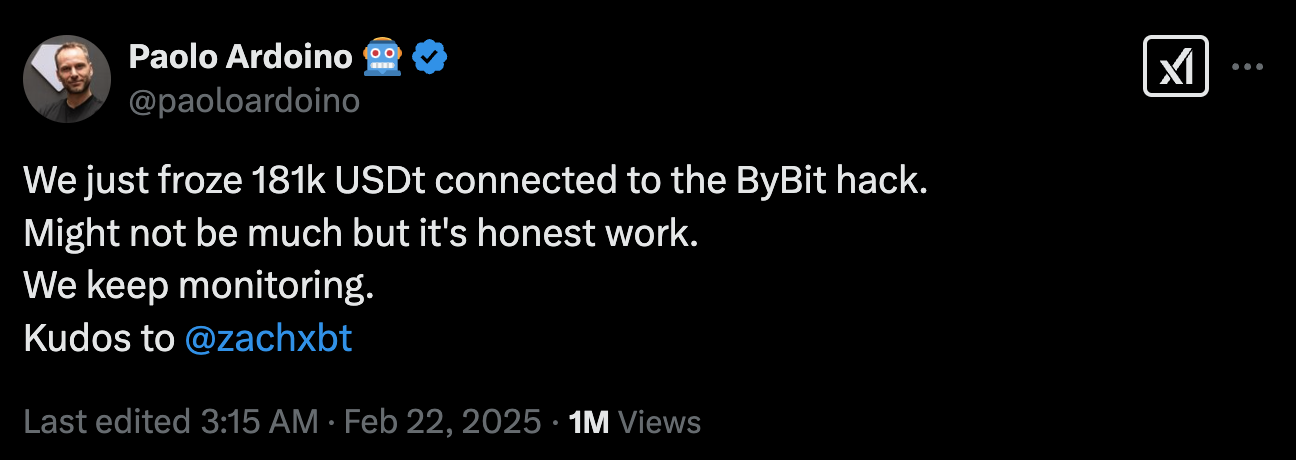 Paolo Ardoino 🤖
@paoloardoino
We just froze 181k USDt connected to the ByBit hack.
Might not be much but it's honest work.
We keep monitoring.
Kudos to @zachxbt
Last edited 3:15 AM · Feb 22, 2025 · 1M Views